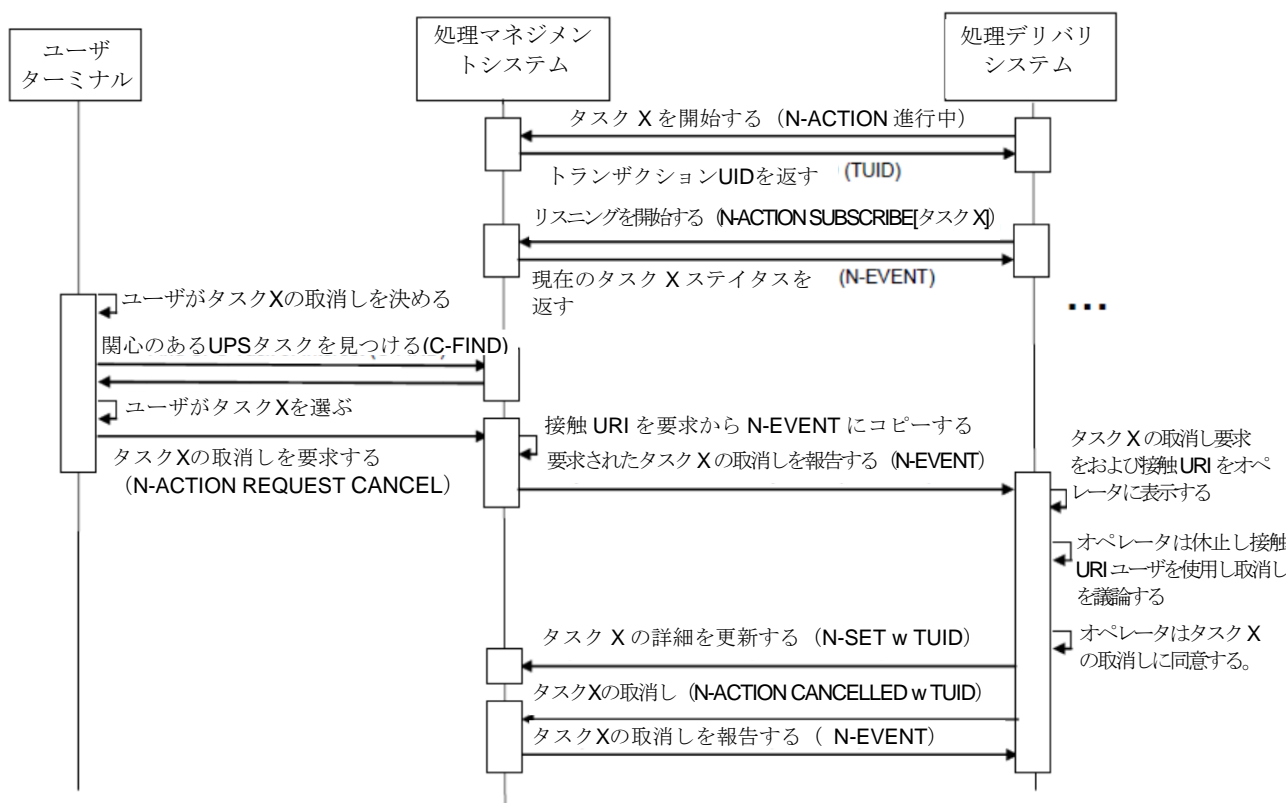 ユーザ
ターミナル
処理マネジメン
トシステム
処理デリバリ
システム
タスク X を開始する（N-ACTION 進行中）
トランザクションUIDを返す (TUID)
リスニングを開始する（N-ACTION SUBSCRIBE[タスク X]）
現在のタスク X ステイタスを (N-EVENT)
返す
ユーザがタスクXの取消しを決める
...
関心のあるUPSタスクを見つける(C-FIND)
ユーザがタスクXを選ぶ
接触 URI を要求から N-EVENT にコピーする
タスクXの取消しを要求する
（N-ACTION REQUEST CANCEL）
要求されたタスク X の取消しを報告する（N-EVENT）
タスク X の取消し要求
をおよび接触 URI をオペ
レータに表示する
オペレータは休止し接触
URI ユーザを使用し取消し
を議論する
オペレータはタスク X
の取消しに同意する。
タスク X の詳細を更新する（N-SET w TUID）
タスクXの取消し（N-ACTION CANCELLED w TUID）
タスクXの取消しを報告する（ N-EVENT）